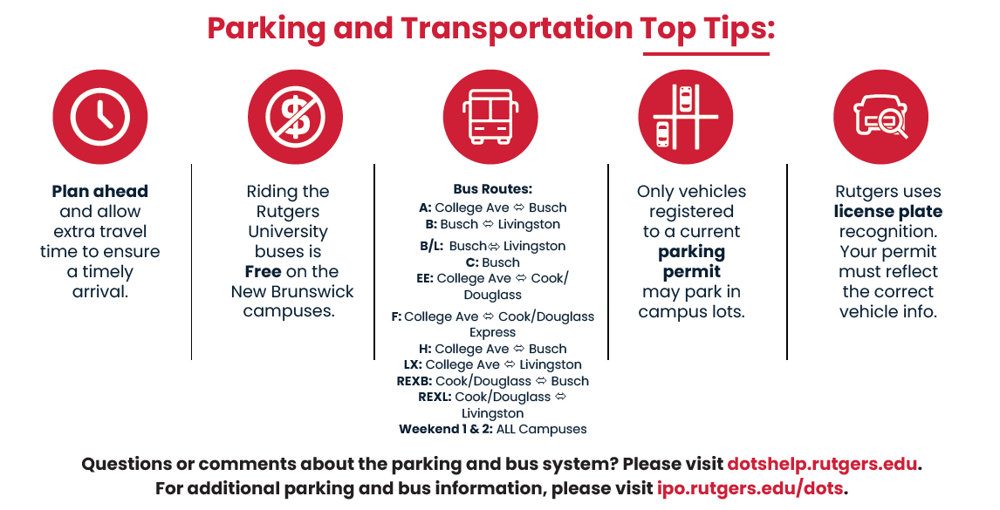 Parking and Transportation Top Tips:
Plan ahead
and allow
extra travel
time to ensure
a timely
arrival.
Riding the
Rutgers
University
buses is
Free on the
New Brunswick
campuses.
Bus Routes:
A: College Ave ⬄ Busch
B: Busch ⬄ Livingston
B/L: Busch⬄ Livingston
C: Busch
EE: College Ave ⬄ Cook/
Douglass
F: College Ave ⬄ Cook/Douglass
Express
H: College Ave ⬄ Busch
LX: College Ave ⬄ Livingston
REXB: Cook/Douglass ⬄ Busch
REXL: Cook/Douglass ⬄
Livingston
Weekend 1 & 2: ALL Campuses
Only vehicles
registered
to a current
parking
permit
may park in
campus lots.
Rutgers uses
license plate
recognition.
Your permit
must reflect
the correct
vehicle info.
Questions or comments about the parking and bus system? Please visit dotshelp.rutgers.edu.
For additional parking and bus information, please visit ipo.rutgers.edu/dots.